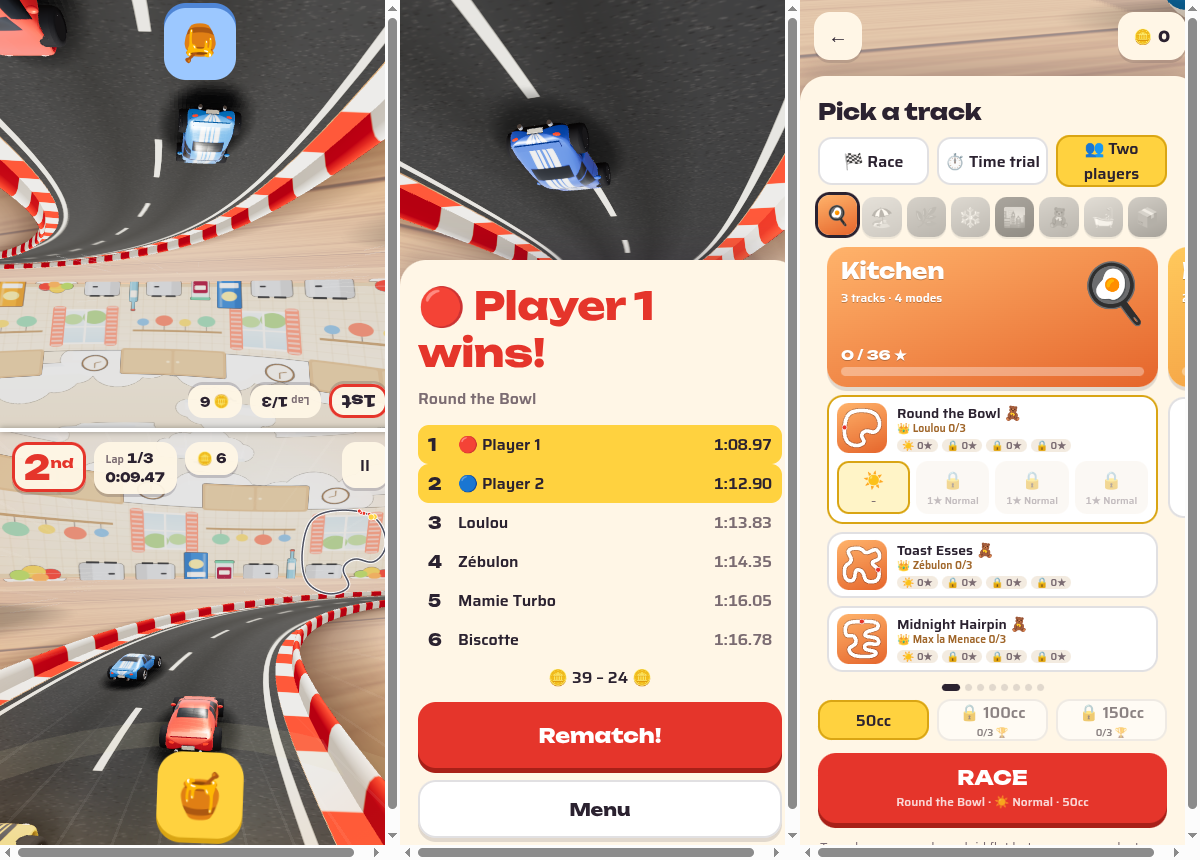 6
Lap 1/3
1st
2nd
Lap 1/3
0:09.47
6
Player 1
wins!
Round the Bowl
1 Player 1 1:08.97
2 Player 2 1:12.90
3 Loulou 1:13.83
4 Zébulon 1:14.35
5 Mamie Turbo 1:16.05
6 Biscotte 1:16.78
39 – 24
Rematch!
Menu
← 0
Pick a track
Race
Time trial
Two
players
Kitchen
3 tracks · 4 modes
0 / 36 ★
Round the Bowl
Loulou 0/3
0★ 0★ 0★ 0★
–
1★ Normal 1★ Normal 1★ Normal
Toast Esses
Zébulon 0/3
0★ 0★ 0★ 0★
Midnight Hairpin
Max la Menace 0/3
0★ 0★ 0★ 0★
50cc
100cc
0/3
150cc
0/3
RACE
Round the Bowl · ☀️ Normal · 50cc